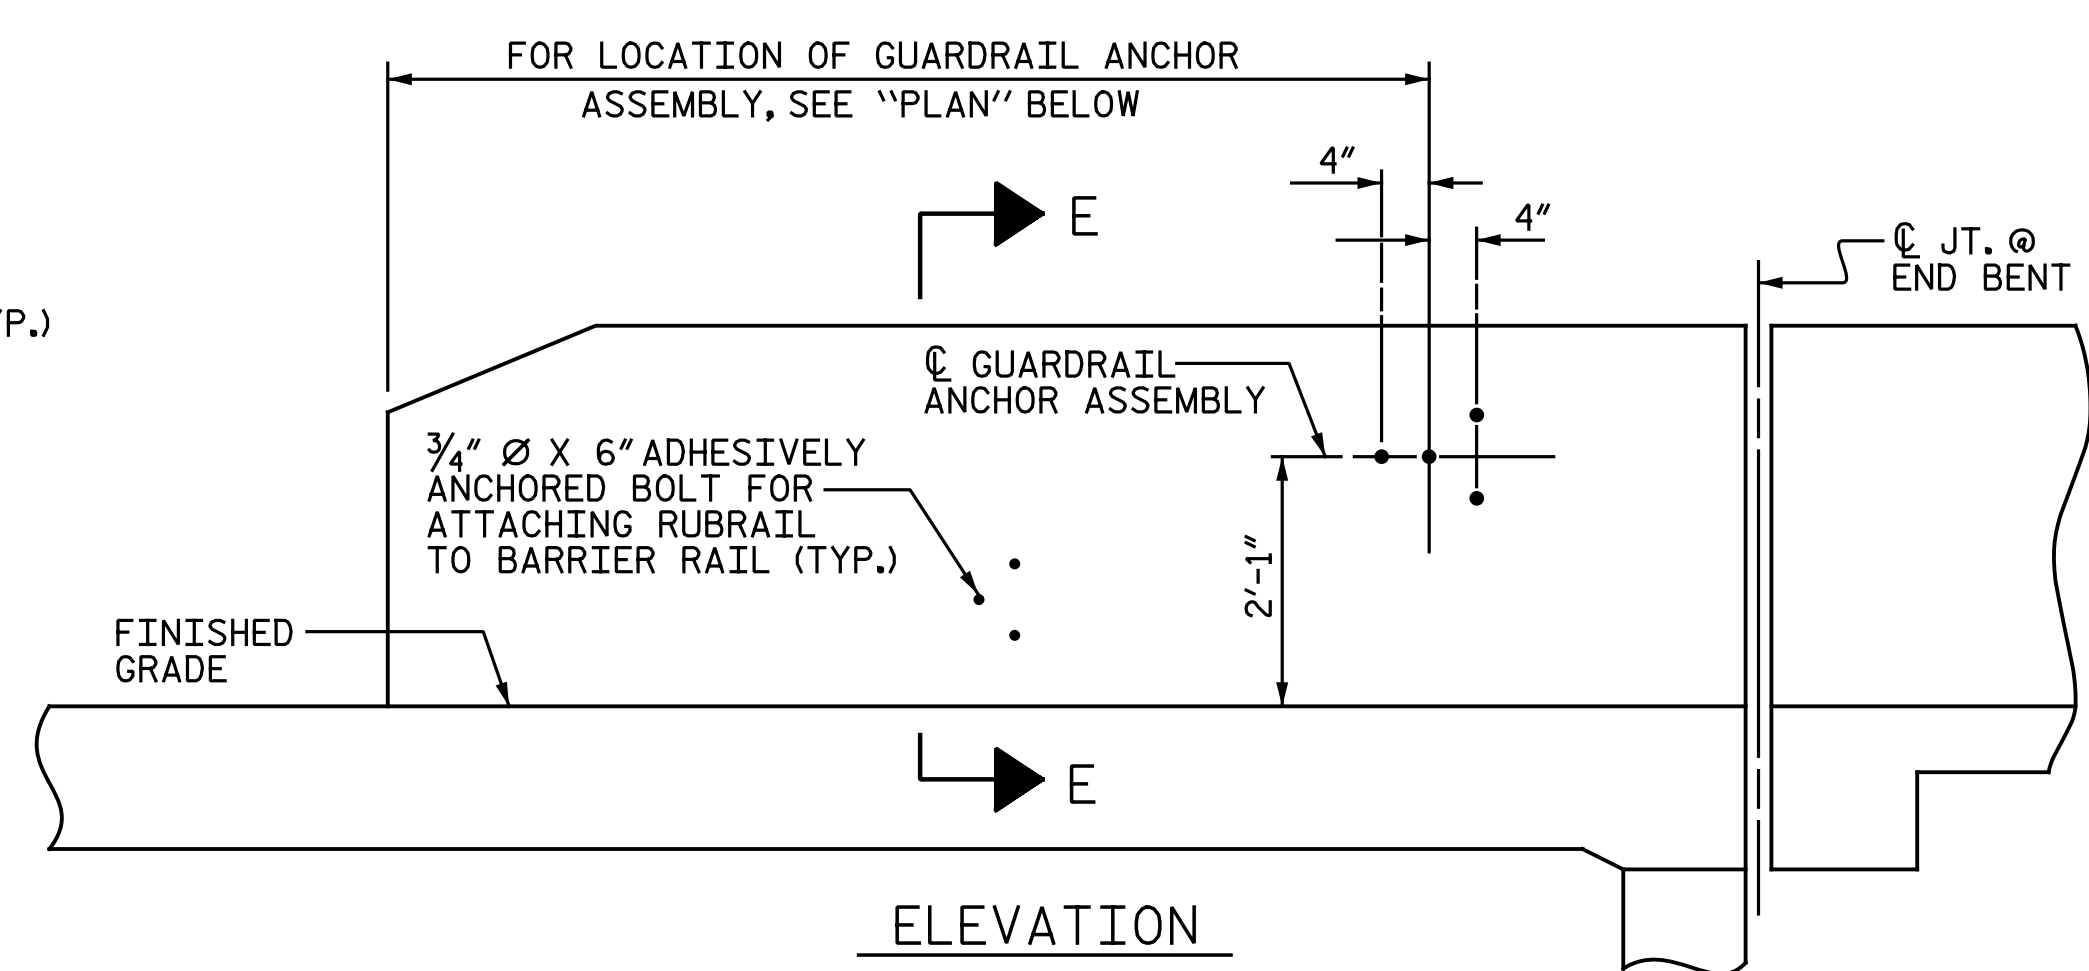 FOR LOCATION OF GUARDRAIL ANCHOR
ASSEMBLY, SEE "PLAN" BELOW
4"
E
4"
℄ JT. @
END BENT
P.)
℄ GUARDRAIL
ANCHOR ASSEMBLY
3/4" Ø X 6" ADHESIVELY
ANCHORED BOLT FOR
ATTACHING RUBRAIL
TO BARRIER RAIL (TYP.)
2'-1"
FINISHED
GRADE
E
ELEVATION